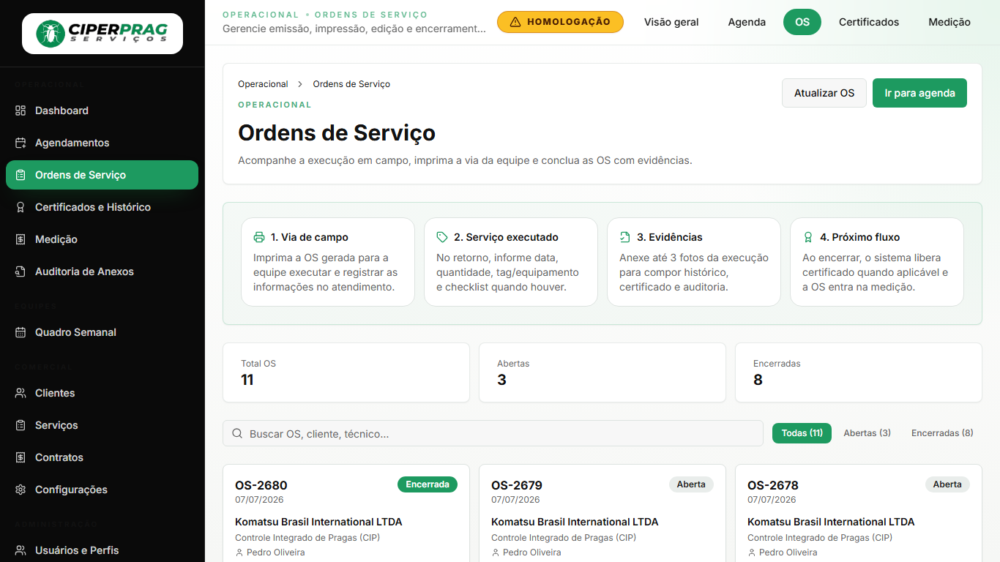 CIPERPRAG
SERVIÇOS
OPERACIONAL
Dashboard
Agendamentos
Ordens de Serviço
Certificados e Histórico
Medição
Auditoria de Anexos
EQUIPES
Quadro Semanal
COMERCIAL
Clientes
Serviços
Contratos
Configurações
ADMINISTRAÇÃO
Usuários e Perfis
OPERACIONAL • ORDENS DE SERVIÇO
Gerencie emissão, impressão, edição e encerrament...
HOMOLOGAÇÃO
Visão geral
Agenda
OS
Certificados
Medição
Operacional > Ordens de Serviço
OPERACIONAL
Ordens de Serviço
Acompanhe a execução em campo, imprima a via da equipe e conclua as OS com evidências.
Atualizar OS
Ir para agenda
1. Via de campo
Imprima a OS gerada para a
equipe executar e registrar as
informações no atendimento.
2. Serviço executado
No retorno, informe data,
quantidade, tag/equipamento
e checklist quando houver.
3. Evidências
Anexe até 3 fotos da execução
para compor histórico,
certificado e auditoria.
4. Próximo fluxo
Ao encerrar, o sistema libera
certificado quando aplicável e
a OS entra na medição.
Total OS
11
Abertas
3
Encerradas
8
Buscar OS, cliente, técnico...
Todas (11)
Abertas (3)
Encerradas (8)
OS-2680
Encerrada
07/07/2026
Komatsu Brasil International LTDA
Controle Integrado de Pragas (CIP)
Pedro Oliveira
OS-2679
Aberta
07/07/2026
Komatsu Brasil International LTDA
Controle Integrado de Pragas (CIP)
Pedro Oliveira
OS-2678
Aberta
07/07/2026
Komatsu Brasil International LTDA
Controle Integrado de Pragas (CIP)
Pedro Oliveira